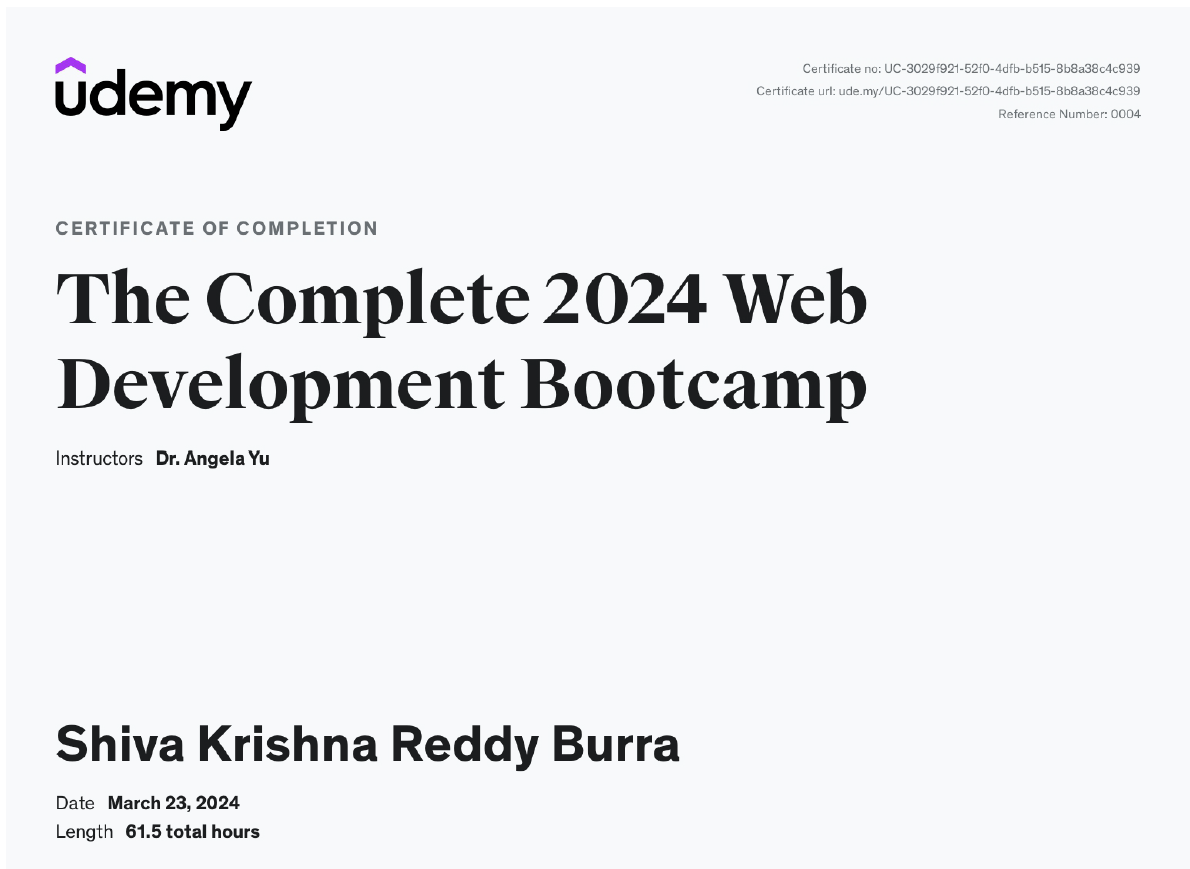 udemy
Certificate no: UC-3029f921-52f0-4dfb-b515-8b8a38c4c939
Certificate url: ude.my/UC-3029f921-52f0-4dfb-b515-8b8a38c4c939
Reference Number: 0004
CERTIFICATE OF COMPLETION
The Complete 2024 Web
Development Bootcamp
Instructors Dr. Angela Yu
Shiva Krishna Reddy Burra
Date March 23, 2024
Length 61.5 total hours